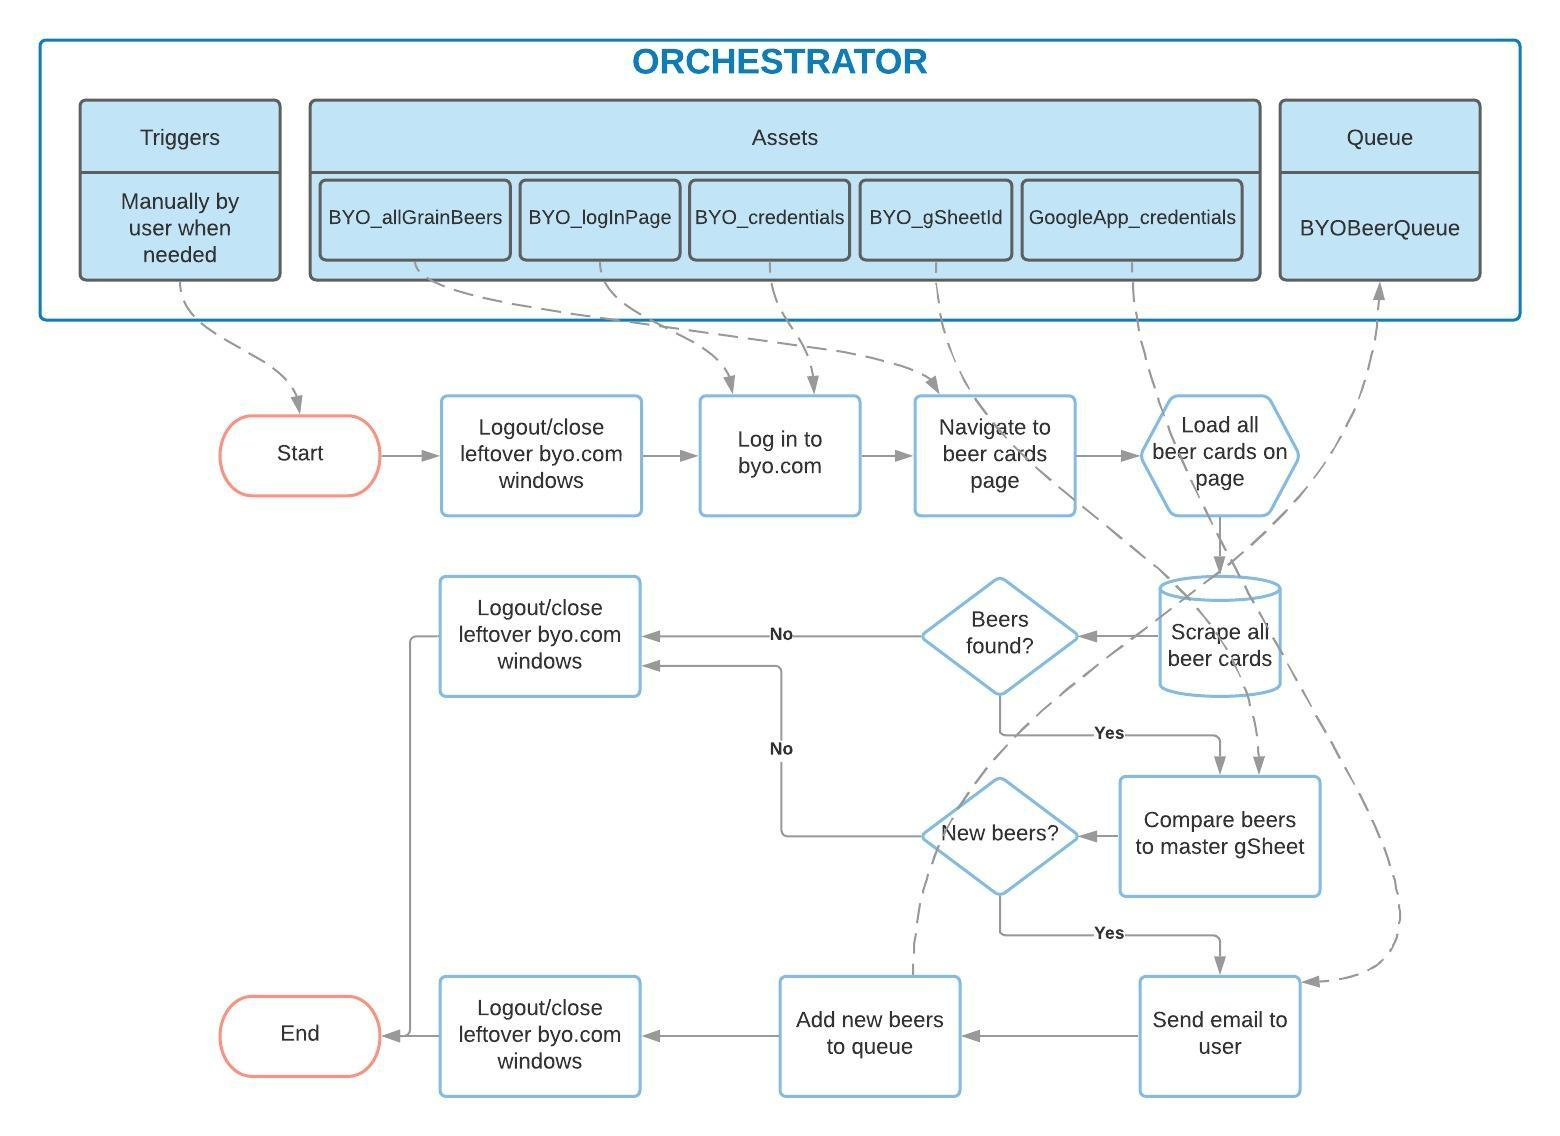 ORCHESTRATOR
Triggers
Manually by
user when
needed
Assets
BYO_allGrainBeers
BYO_logInPage
BYO_credentials
BYO_gSheetId
GoogleApp_credentials
Queue
BYOBeerQueue
Start
Logout/close
leftover byo.com
windows
Log in to
byo.com
Navigate to
beer cards
page
Load all
beer cards on
page
Logout/close
leftover byo.com
windows
No
Beers
found?
Scrape all
beer cards
Yes
No
New beers?
Compare beers
to master gSheet
Yes
End
Logout/close
leftover byo.com
windows
Add new beers
to queue
Send email to
user